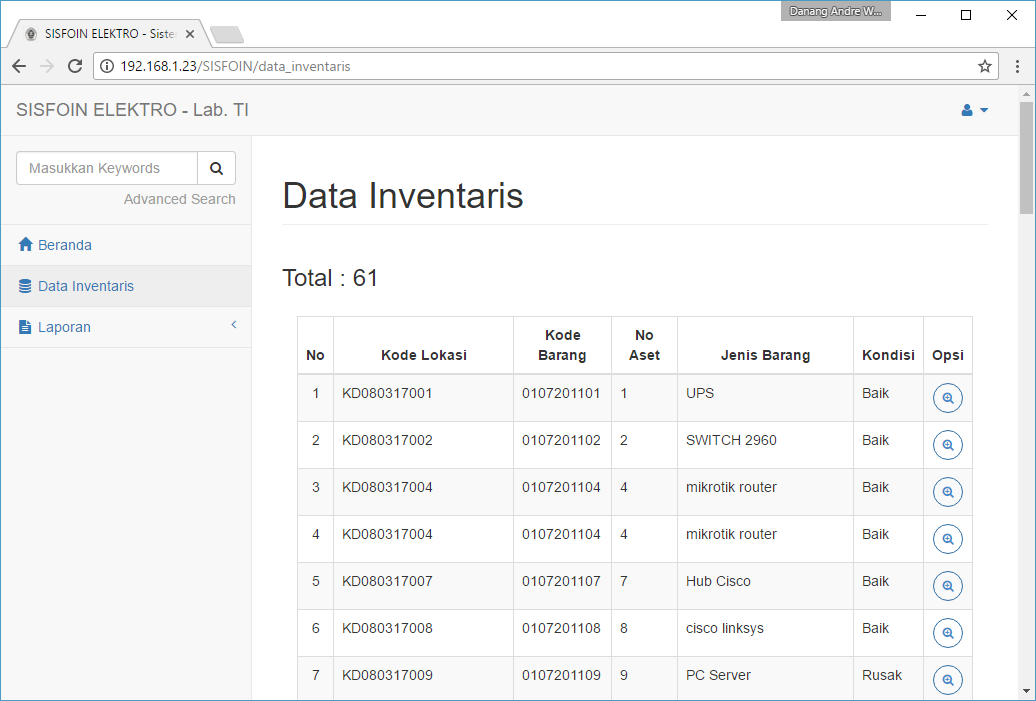 Danang Andre W...
SISFOIN ELEKTRO - Siste
192.168.1.23/SISFOIN/data_inventaris
SISFOIN ELEKTRO - Lab. TI
Masukkan Keywords
Advanced Search
Beranda
Data Inventaris
Laporan
Data Inventaris
Total : 61
No Kode Lokasi Kode Barang No Aset Jenis Barang Kondisi Opsi
1 KD080317001 0107201101 1 UPS Baik
2 KD080317002 0107201102 2 SWITCH 2960 Baik
3 KD080317004 0107201104 4 mikrotik router Baik
4 KD080317004 0107201104 4 mikrotik router Baik
5 KD080317007 0107201107 7 Hub Cisco Baik
6 KD080317008 0107201108 8 cisco linksys Baik
7 KD080317009 0107201109 9 PC Server Rusak